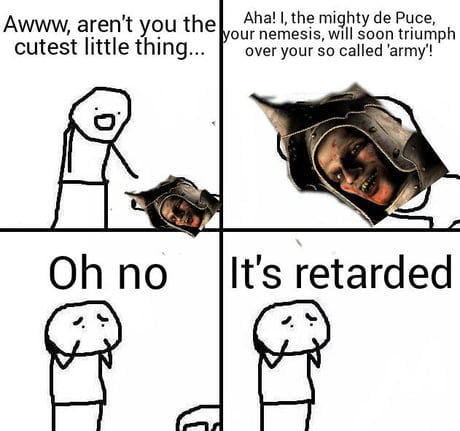 Awww, aren't you the
cutest little thing...
Aha! I, the mighty de Puce,
your nemesis, will soon triumph
over your so called 'army'!
Oh no
It's retarded